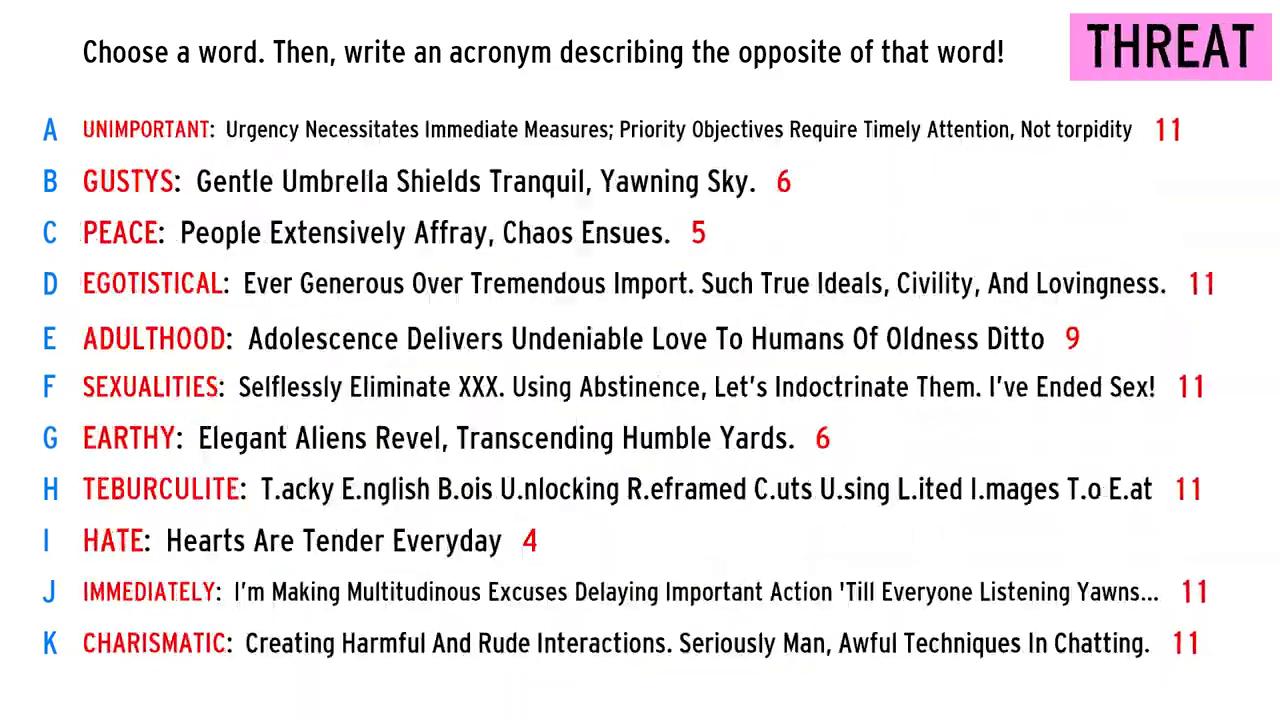 Choose a word. Then, write an acronym describing the opposite of that word!
THREAT
A UNIMPORTANT: Urgency Necessitates Immediate Measures; Priority Objectives Require Timely Attention, Not torpidity 11
B GUSTYS: Gentle Umbrella Shields Tranquil, Yawning Sky. 6
C PEACE: People Extensively Affray, Chaos Ensues. 5
D EGOTISTICAL: Ever Generous Over Tremendous Import. Such True Ideals, Civility, And Lovingness. 11
E ADULTHOOD: Adolescence Delivers Undeniable Love To Humans Of Oldness Ditto 9
F SEXUALITIES: Selflessly Eliminate XXX. Using Abstinence, Let's Indoctrinate Them. I've Ended Sex! 11
G EARTHY: Elegant Aliens Revel, Transcending Humble Yards. 6
H TEBURCULITE: T.acky E.nglish B.ois U.nlocking R.eframed C.uts U.sing L.ited I.mages T.o E.at 11
I HATE: Hearts Are Tender Everyday 4
J IMMEDIATELY: I'm Making Multitudinous Excuses Delaying Important Action 'Till Everyone Listening Yawns... 11
K CHARISMATIC: Creating Harmful And Rude Interactions. Seriously Man, Awful Techniques In Chatting. 11